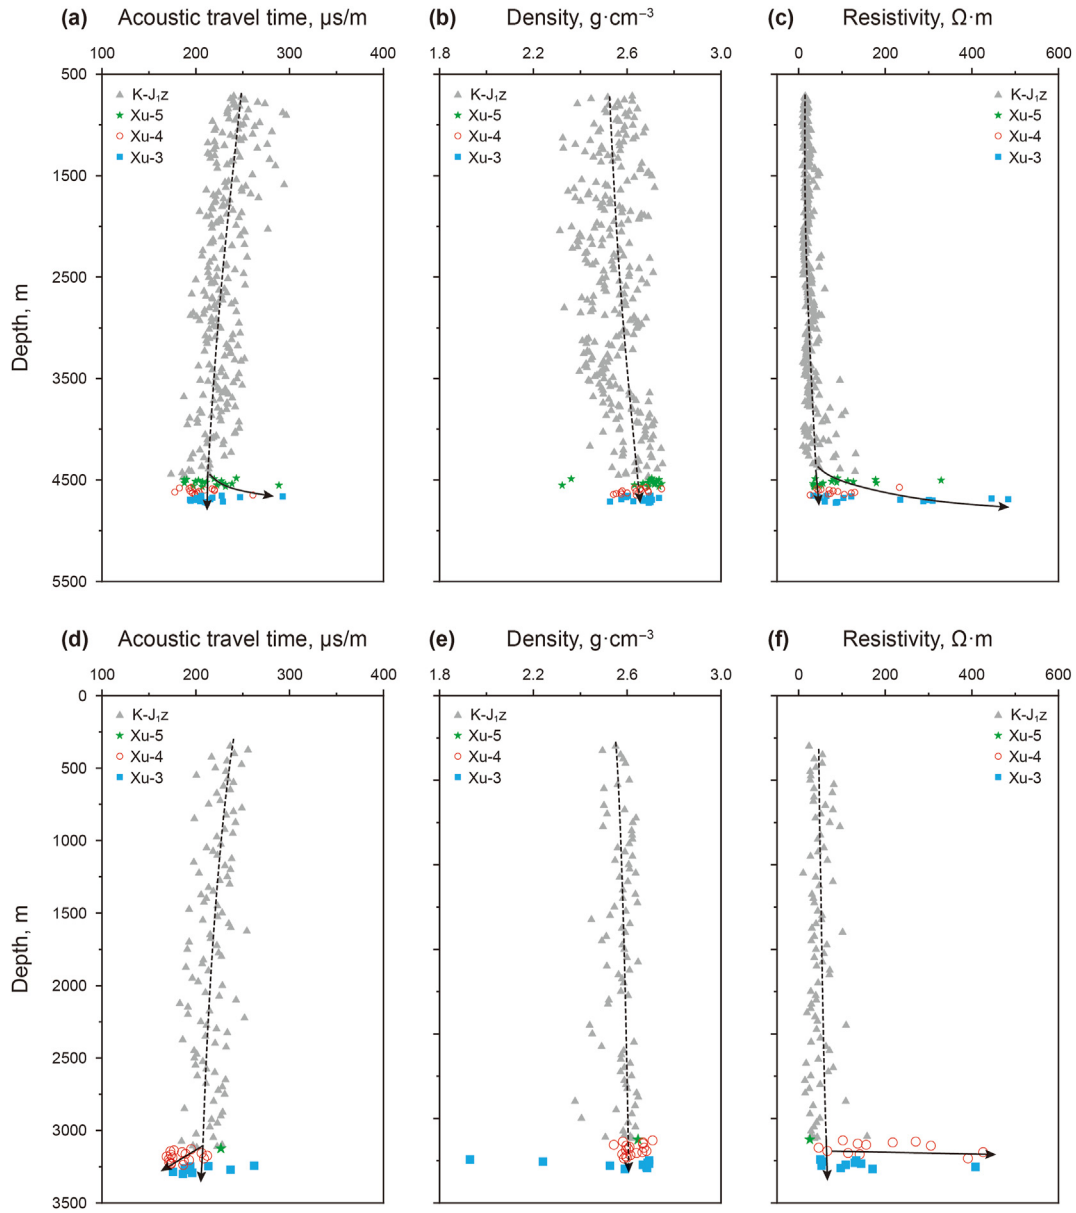 (a) Acoustic travel time, μs/m
100 200 300 400
500
1500
2500
3500
4500
5500
Depth, m
K-J₁z
Xu-5
Xu-4
Xu-3
(b) Density, g·cm⁻³
1.8 2.2 2.6 3.0
K-J₁z
Xu-5
Xu-4
Xu-3
(c) Resistivity, Ω·m
0 200 400 600
K-J₁z
Xu-5
Xu-4
Xu-3
(d) Acoustic travel time, μs/m
100 200 300 400
0
500
1000
1500
2000
2500
3000
3500
Depth, m
K-J₁z
Xu-5
Xu-4
Xu-3
(e) Density, g·cm⁻³
1.8 2.2 2.6 3.0
K-J₁z
Xu-5
Xu-4
Xu-3
(f) Resistivity, Ω·m
0 200 400 600
K-J₁z
Xu-5
Xu-4
Xu-3